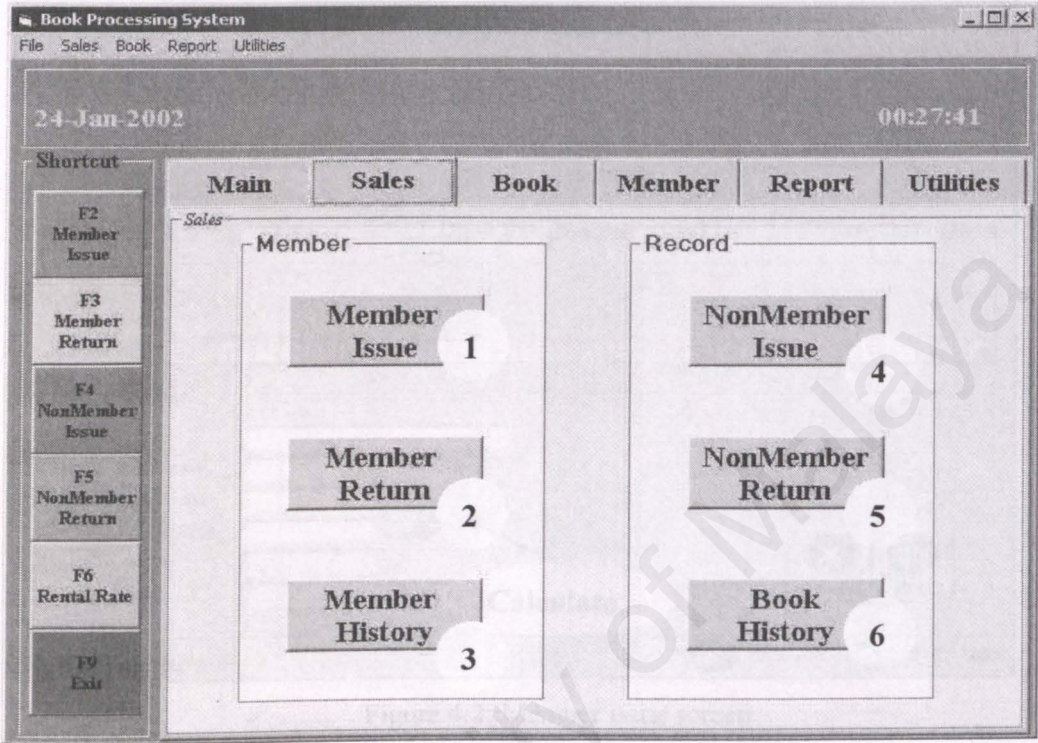 Book Processing System
File Sales Book Report Utilities
24-Jan-2002 00:27:41
Shortcut
F2
Member
Issue
F3
Member
Return
F4
NonMember
Issue
F5
NonMember
Return
F6
Rental Rate
F9
Exit
Main Sales Book Member Report Utilities
Sales
Member
Member
Issue 1
Member
Return 2
Member
History 3
Record
NonMember
Issue 4
NonMember
Return 5
Book
History 6
of Malaya
Calculate